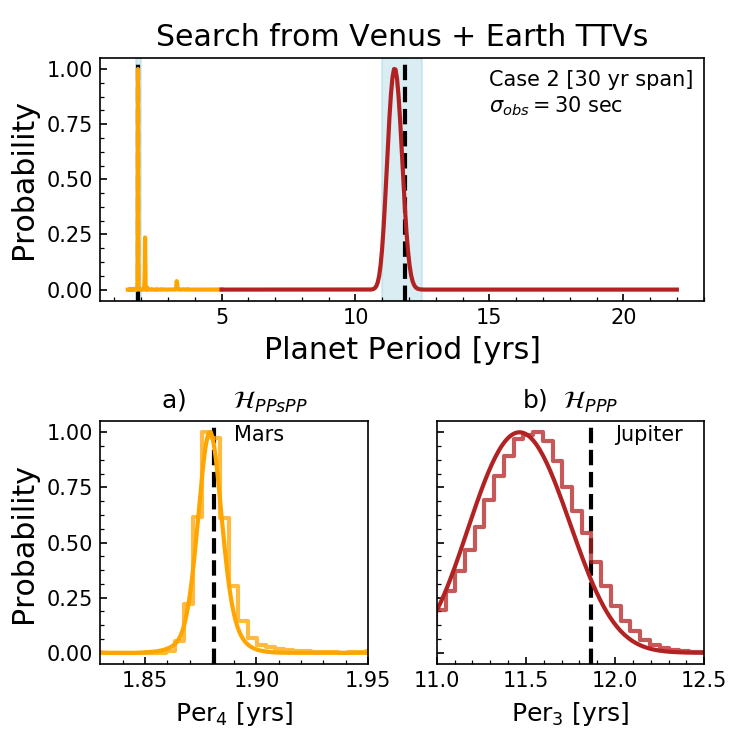 Search from Venus + Earth TTVs
Probability
1.00
0.75
0.50
0.25
0.00
Case 2 [30 yr span]
σ_obs = 30 sec
5 10 15 20
Planet Period [yrs]
a) ℋ_PPsPP
Probability
1.00
0.75
0.50
0.25
0.00
Mars
1.85 1.90 1.95
Per_4 [yrs]
b) ℋ_PPP
Jupiter
11.0 11.5 12.0 12.5
Per_3 [yrs]